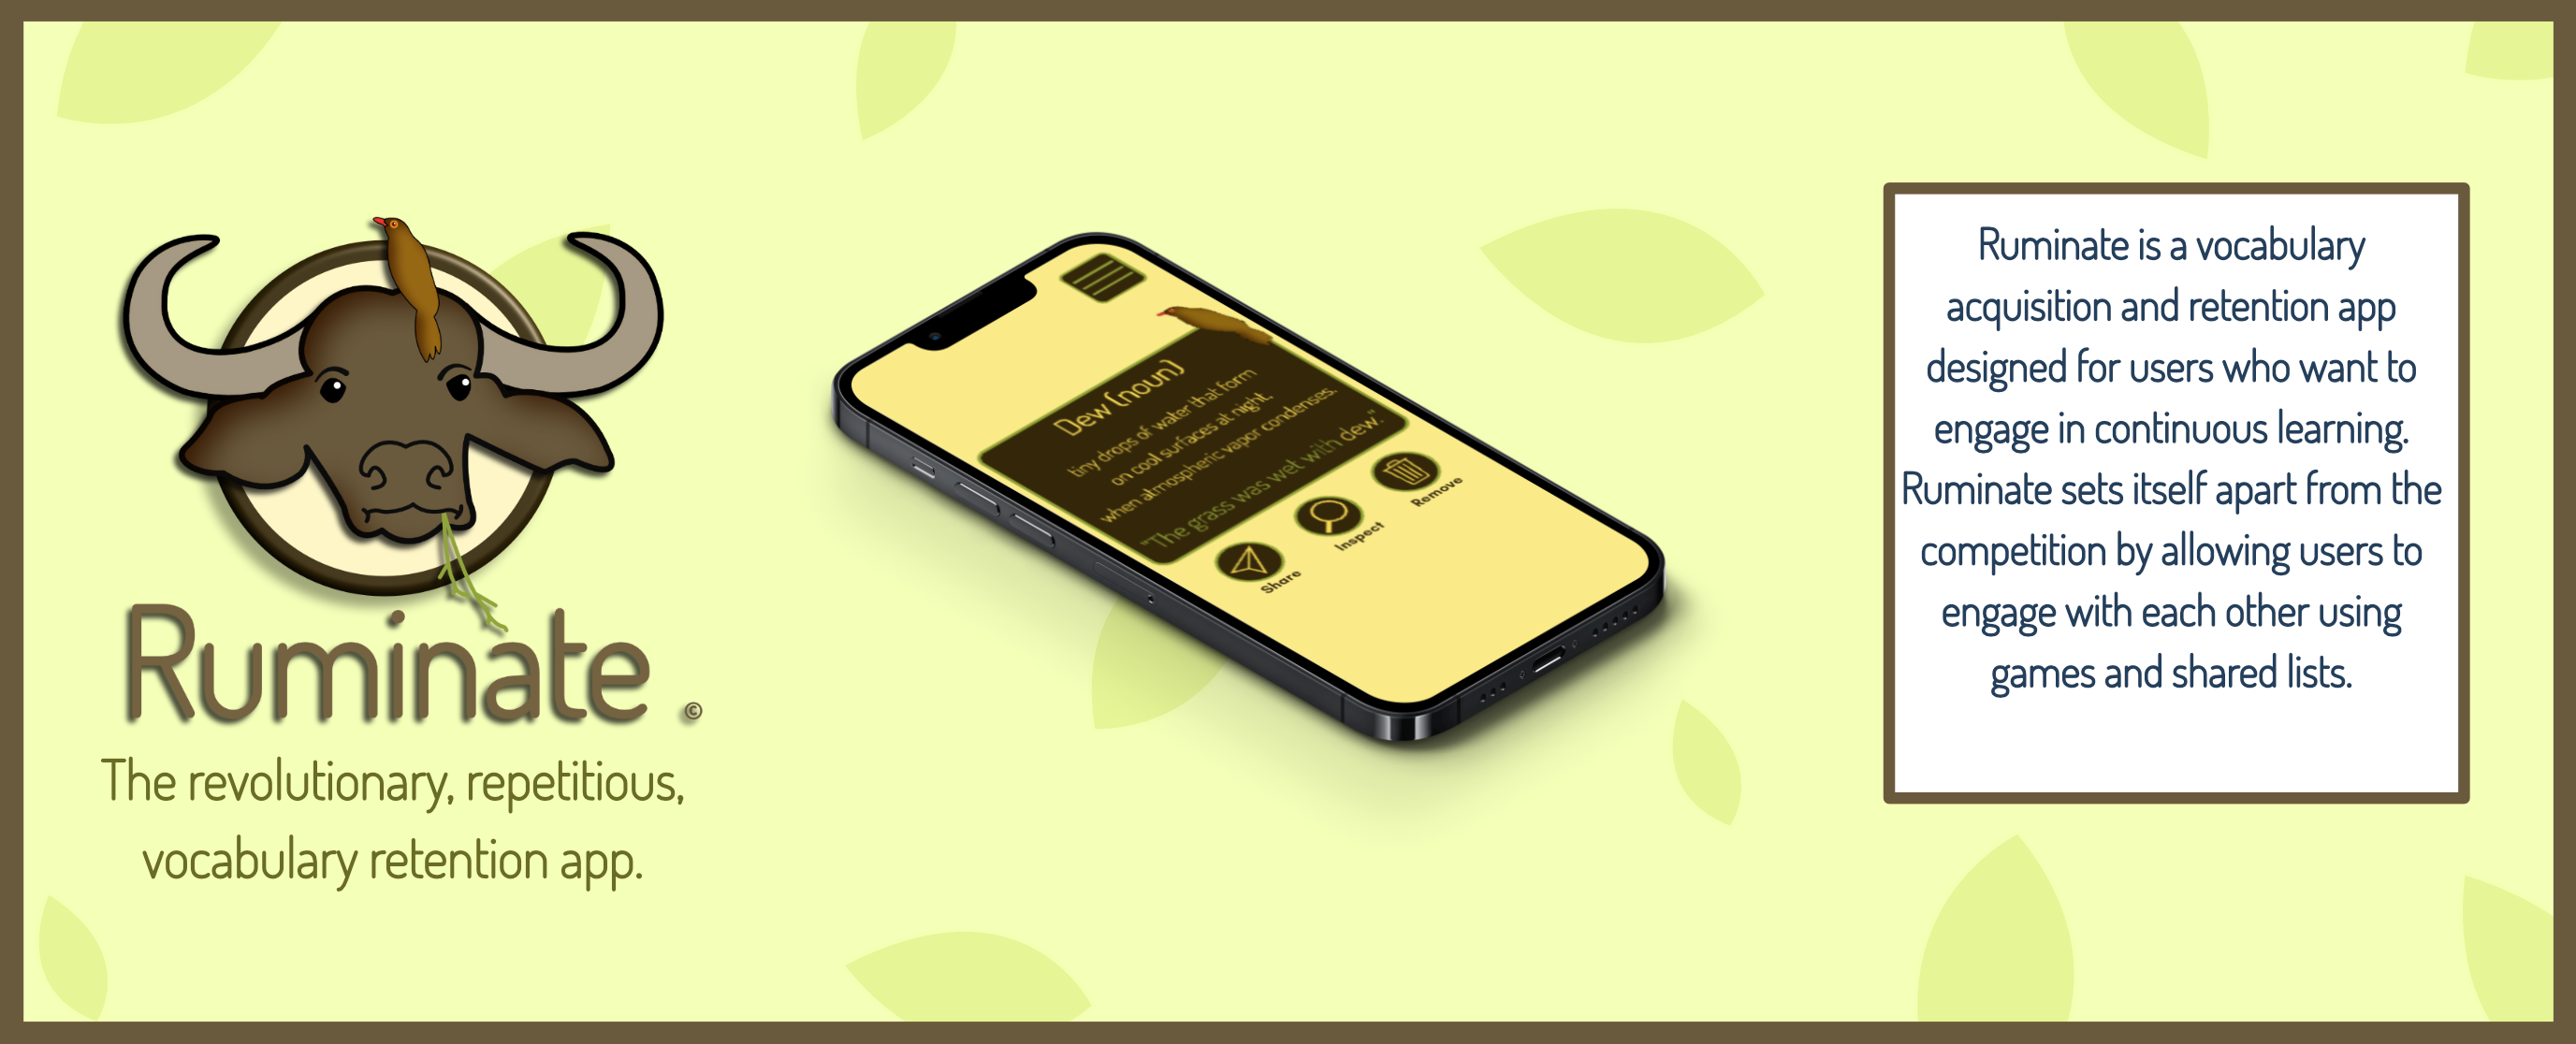 Ruminate ©
The revolutionary, repetitious,
vocabulary retention app.
Dew (noun)
tiny drops of water that form
on cool surfaces at night,
when atmospheric vapor condenses.
"The grass was wet with dew."
Share
Inspect
Remove
Ruminate is a vocabulary
acquisition and retention app
designed for users who want to
engage in continuous learning.
Ruminate sets itself apart from the
competition by allowing users to
engage with each other using
games and shared lists.